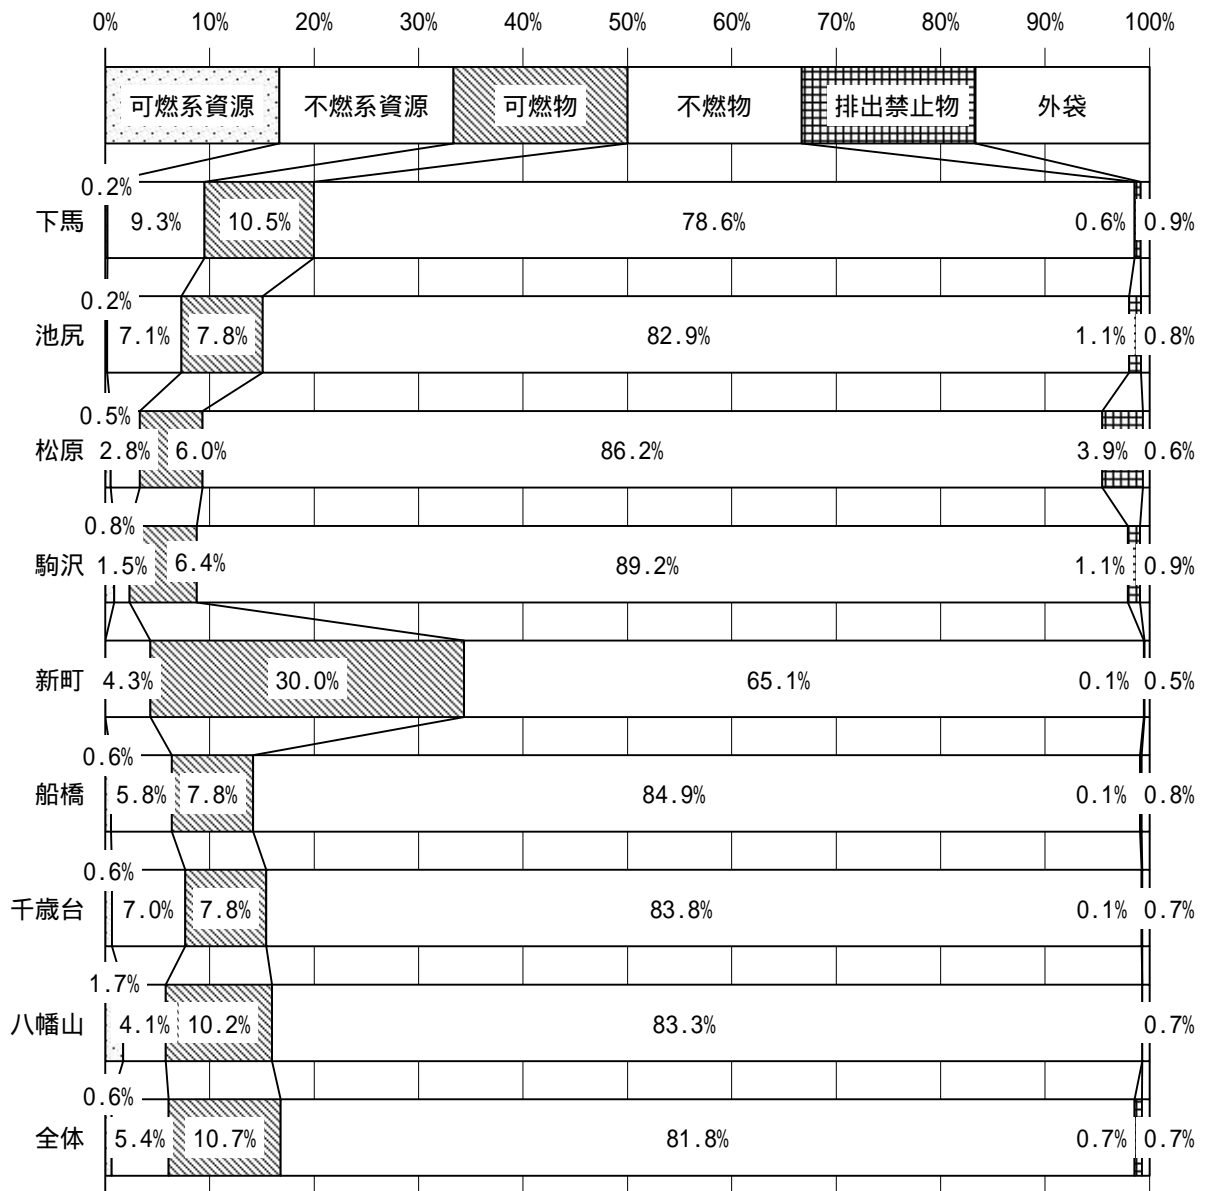 0% 10% 20% 30% 40% 50% 60% 70% 80% 90% 100%
可燃系資源 不燃系資源 可燃物 不燃物 排出禁止物 外袋
0.2%
下馬 9.3% 10.5% 78.6% 0.6% 0.9%
0.2%
池尻 7.1% 7.8% 82.9% 1.1% 0.8%
0.5%
松原 2.8% 6.0% 86.2% 3.9% 0.6%
0.8%
駒沢 1.5% 6.4% 89.2% 1.1% 0.9%
新町 4.3% 30.0% 65.1% 0.1% 0.5%
0.6%
船橋 5.8% 7.8% 84.9% 0.1% 0.8%
0.6%
千歳台 7.0% 7.8% 83.8% 0.1% 0.7%
1.7%
八幡山 4.1% 10.2% 83.3% 0.7%
0.6%
全体 5.4% 10.7% 81.8% 0.7% 0.7%